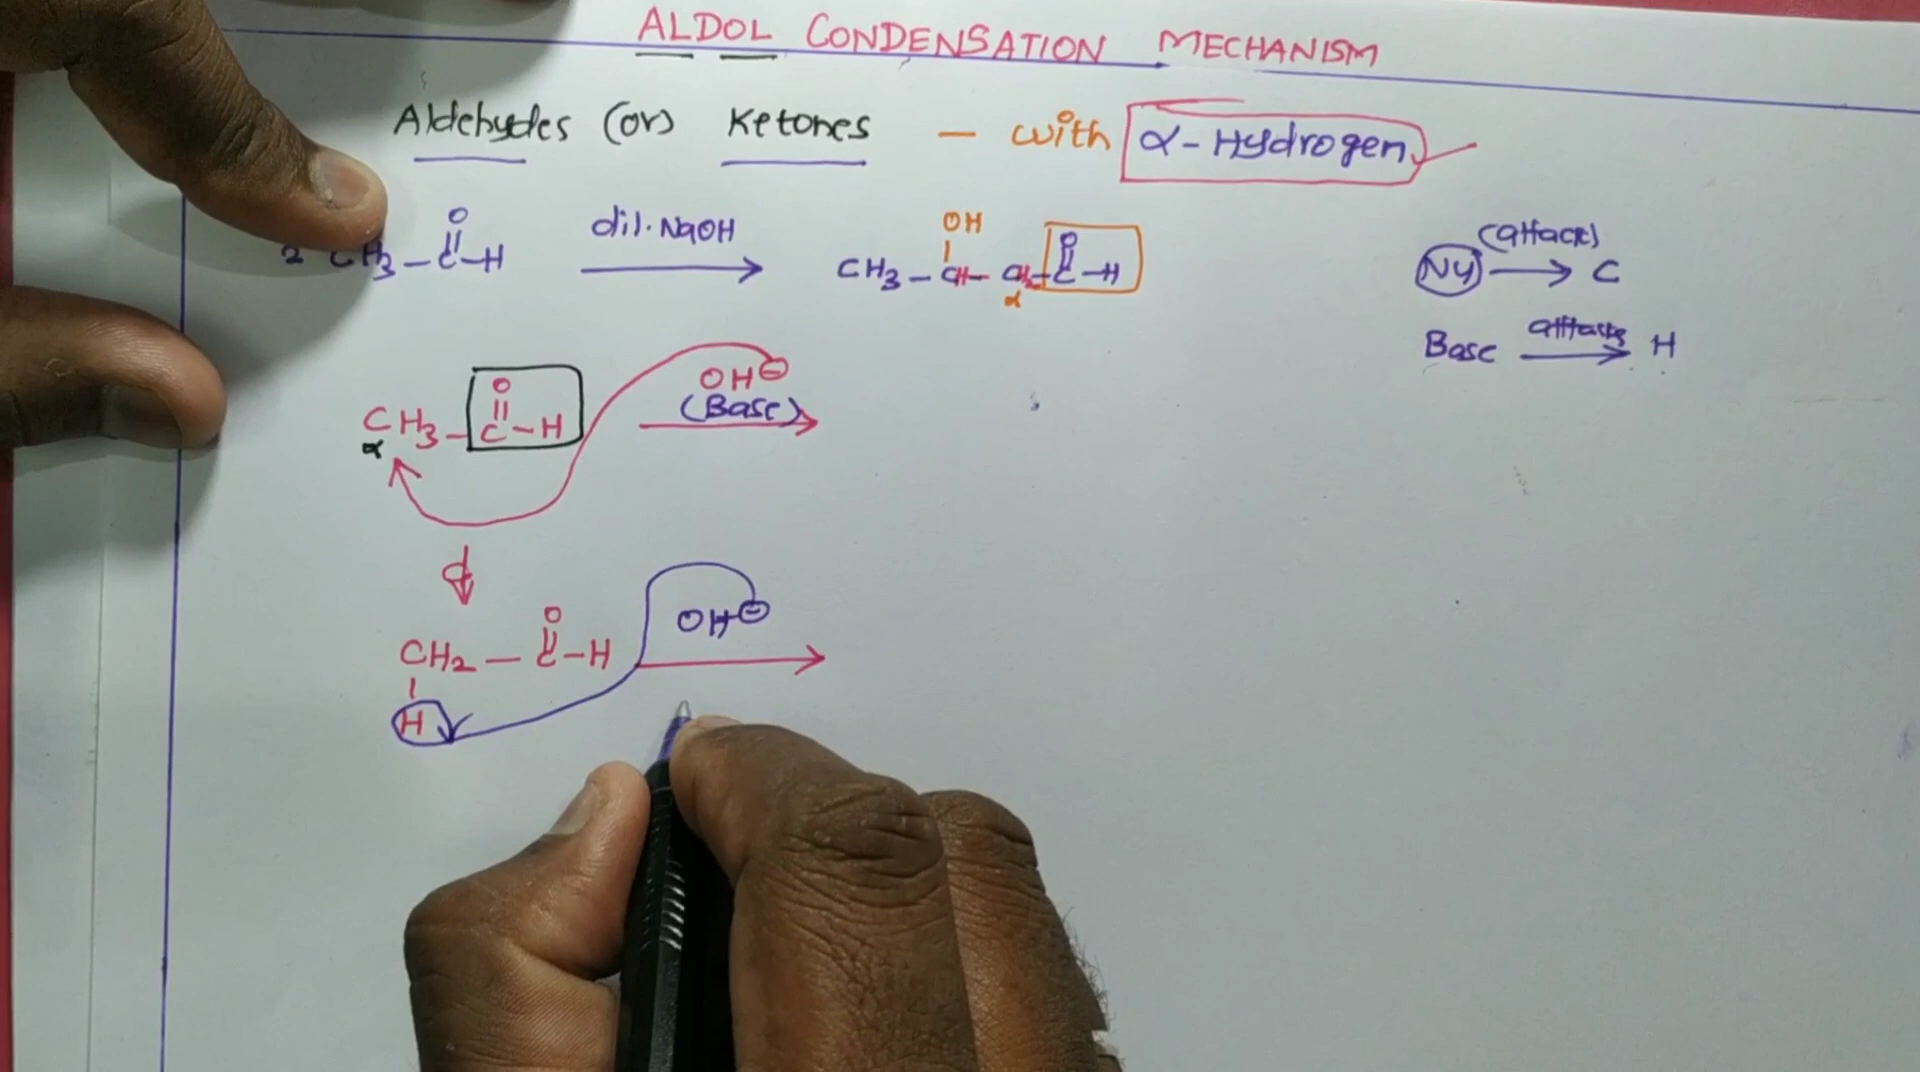 ALDOL CONDENSATION MECHANISM
Aldehydes (or) Ketones – with α-Hydrogen
O
2 CH3 – C – H
dil. NaOH
OH
O
CH3 – CH – CH2 – C – H
α
(attack)
Nu → C
Base attacks → H
O
CH3 – C – H
α
OH⊖
(Base)
O
CH2 – C – H
H
OH⊖